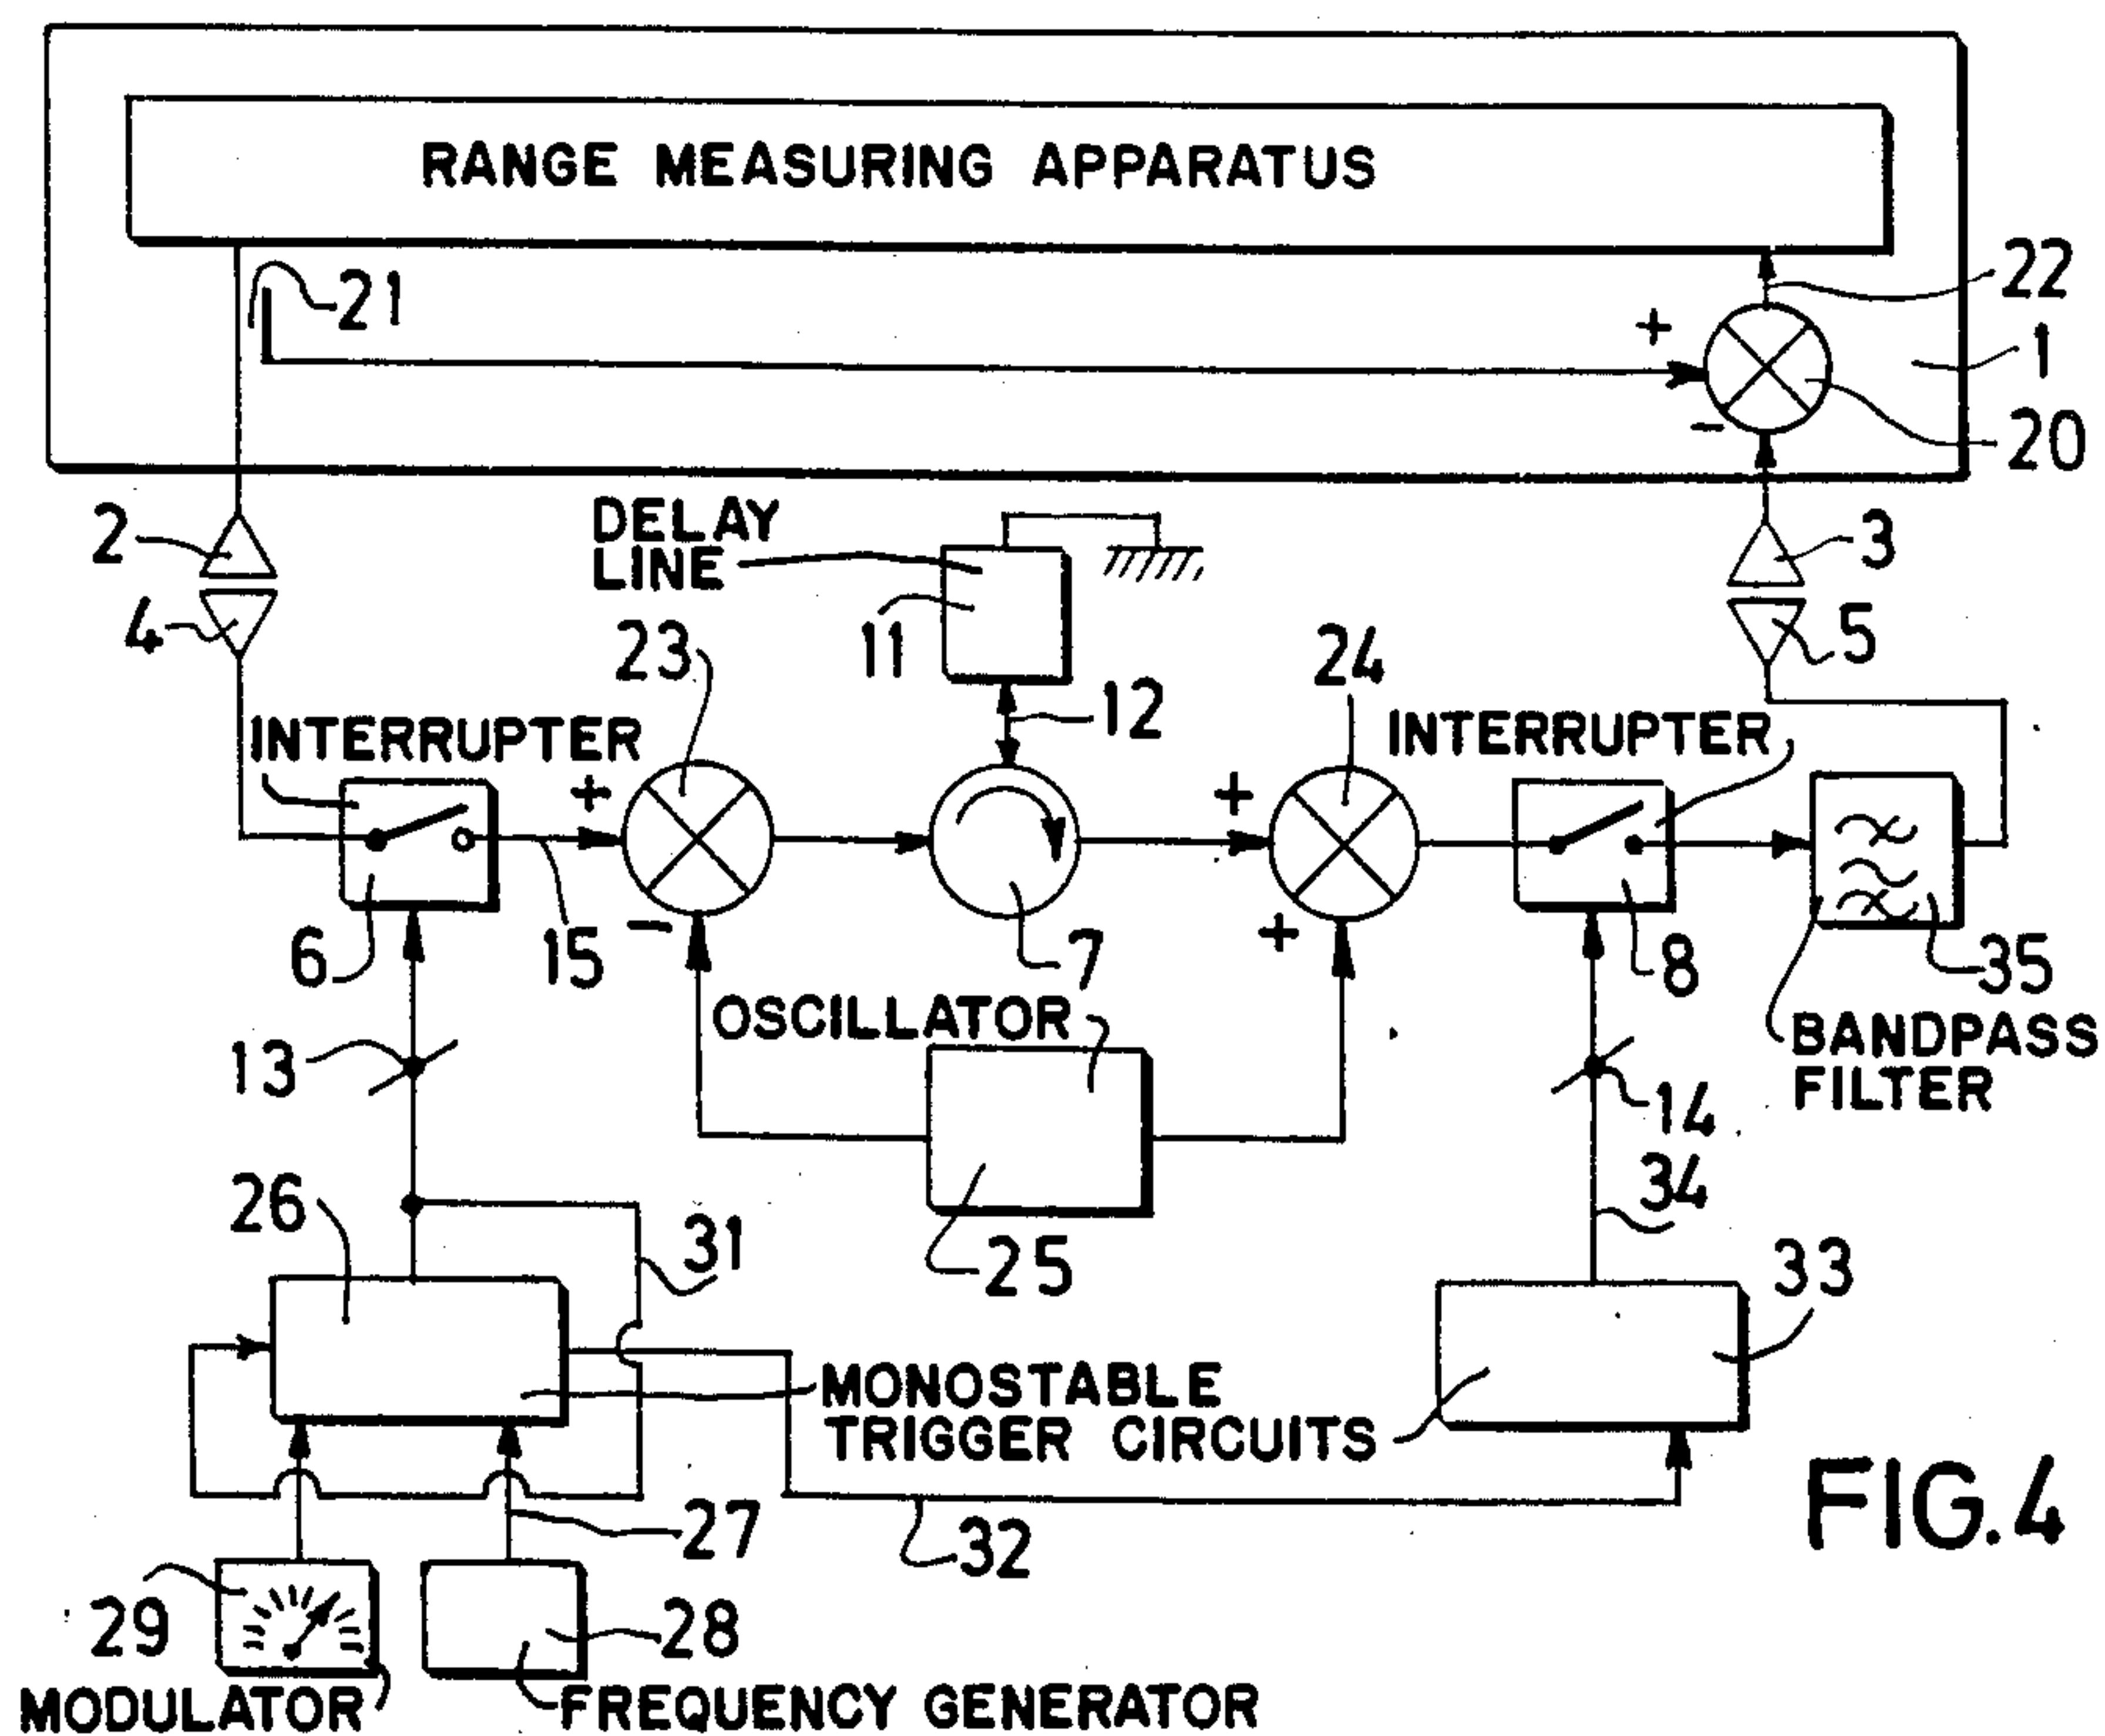 RANGE MEASURING APPARATUS
21
22
+
1
-
20
2
DELAY
LINE
3
4
23
11
24
5
12
INTERRUPTER
INTERRUPTER
+
+
6
15
-
7
+
8
35
OSCILLATOR
BANDPASS
FILTER
13
14
26
31
25
34
33
MONOSTABLE
TRIGGER CIRCUITS
27
32
FIG.4
29
28
MODULATOR
FREQUENCY GENERATOR